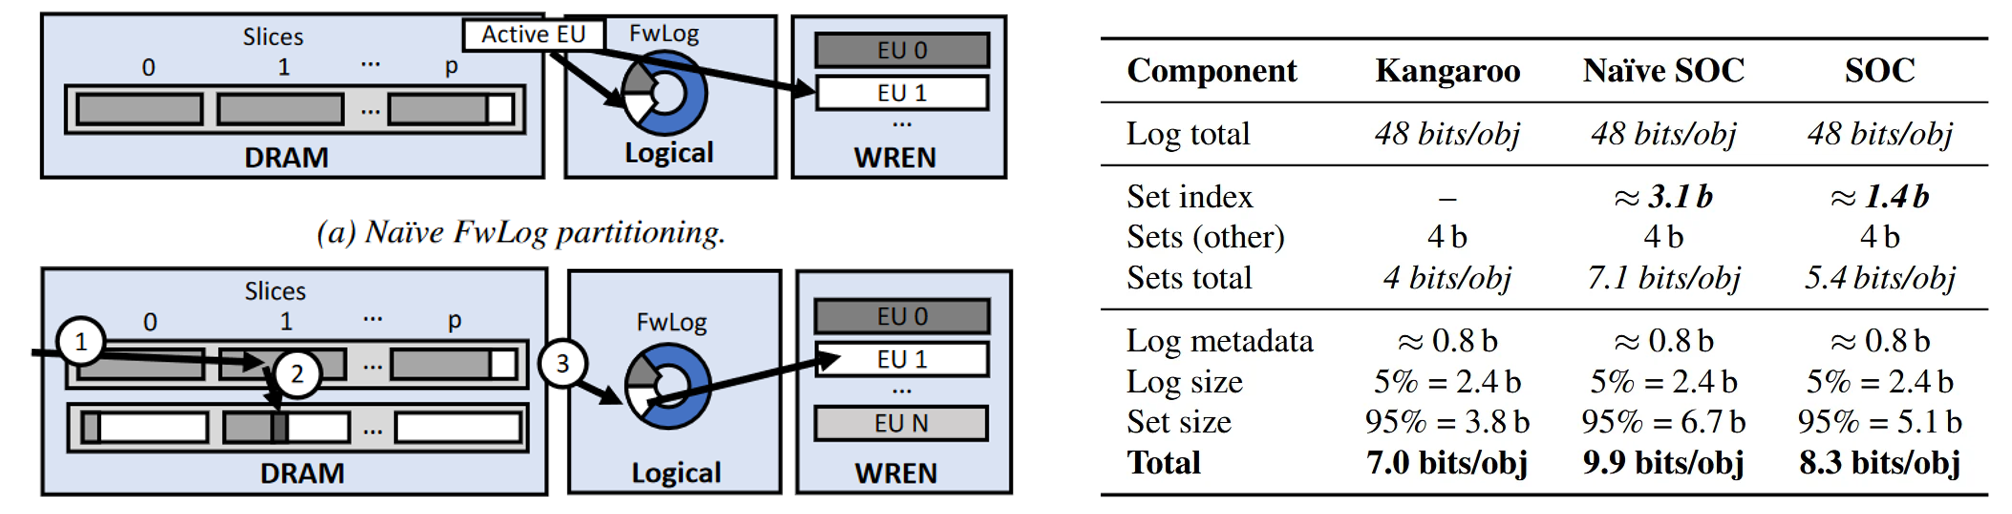 Slices
0 1 ... p
Active EU
DRAM
FwLog
Logical
EU 0
EU 1
...
WREN
(a) Naïve FwLog partitioning.
Slices
0 1 ... p
1
...
2
...
DRAM
3
FwLog
Logical
EU 0
EU 1
...
EU N
WREN
Component Kangaroo Naïve SOC SOC
Log total 48 bits/obj 48 bits/obj 48 bits/obj
Set index – ≈ 3.1 b ≈ 1.4 b
Sets (other) 4 b 4 b 4 b
Sets total 4 bits/obj 7.1 bits/obj 5.4 bits/obj
Log metadata ≈ 0.8 b ≈ 0.8 b ≈ 0.8 b
Log size 5% = 2.4 b 5% = 2.4 b 5% = 2.4 b
Set size 95% = 3.8 b 95% = 6.7 b 95% = 5.1 b
Total 7.0 bits/obj 9.9 bits/obj 8.3 bits/obj